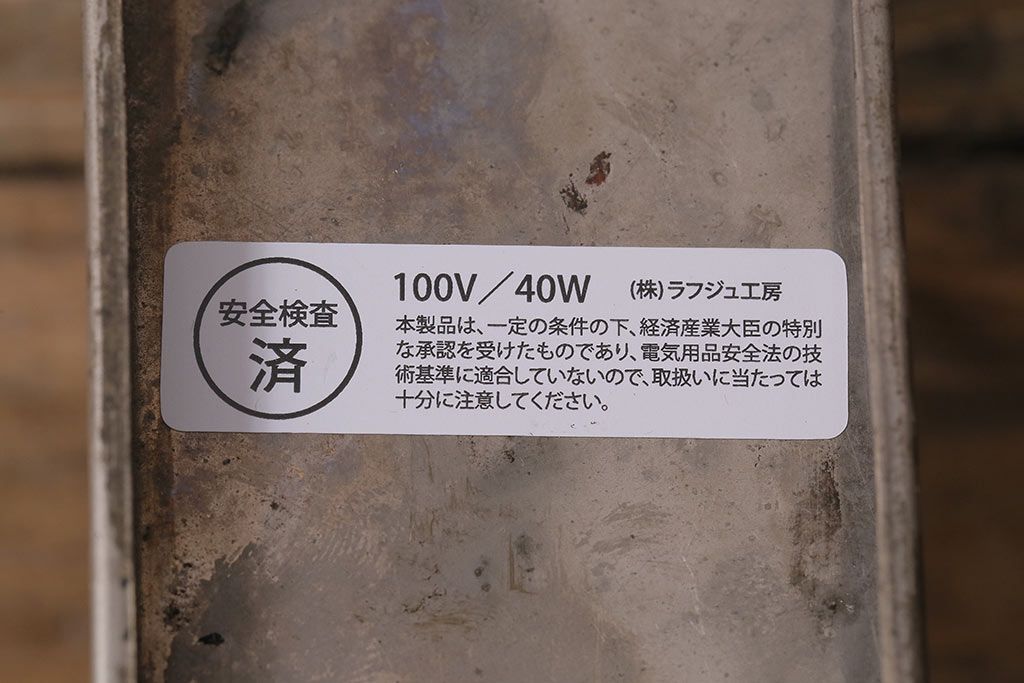 安全検査
済
100V／40W (株)ラフジュ工房
本製品は、一定の条件の下、経済産業大臣の特別
な承認を受けたものであり、電気用品安全法の技
術基準に適合していないので、取扱いに当たっては
十分に注意してください。